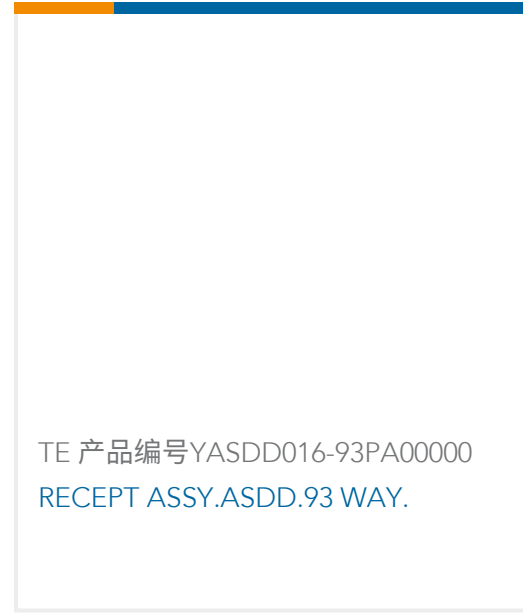 TE 产品编号YASDD016-93PA00000
RECEPT ASSY.ASDD.93 WAY.